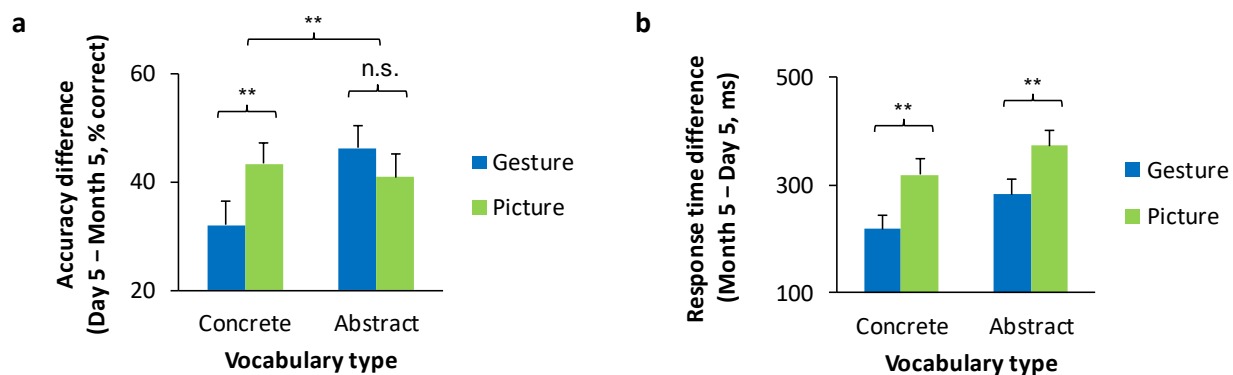 a
Accuracy difference
(Day 5 – Month 5, % correct)
60
40
20
**
**
n.s.
Concrete
Abstract
Vocabulary type
Gesture
Picture
b
Response time difference
(Month 5 – Day 5, ms)
500
300
100
**
**
Concrete
Abstract
Vocabulary type
Gesture
Picture